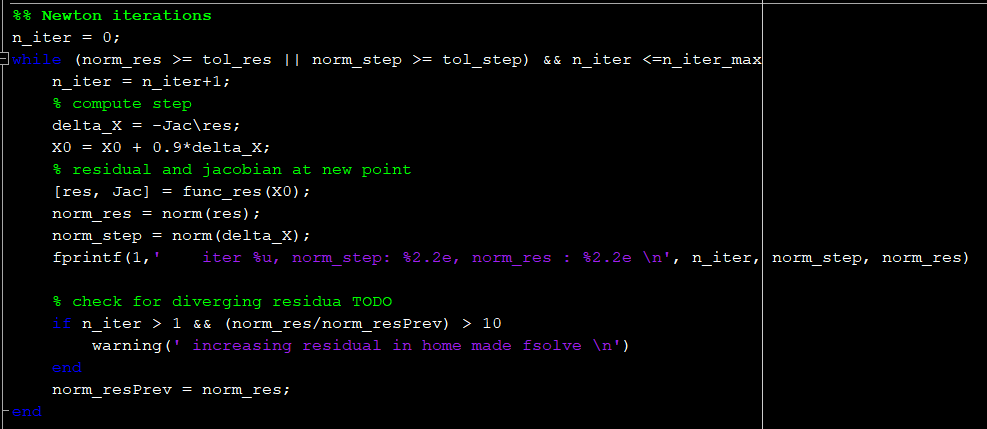 %% Newton iterations
n_iter = 0;
while (norm_res >= tol_res || norm_step >= tol_step) && n_iter <=n_iter_max
    n_iter = n_iter+1;
    % compute step
    delta_X = -Jac\res;
    X0 = X0 + 0.9*delta_X;
    % residual and jacobian at new point
    [res, Jac] = func_res(X0);
    norm_res = norm(res);
    norm_step = norm(delta_X);
    fprintf(1,'    iter %u, norm_step: %2.2e, norm_res : %2.2e \n', n_iter, norm_step, norm_res)
    % check for diverging residua TODO
    if n_iter > 1 && (norm_res/norm_resPrev) > 10
        warning(' increasing residual in home made fsolve \n')
    end
    norm_resPrev = norm_res;
end